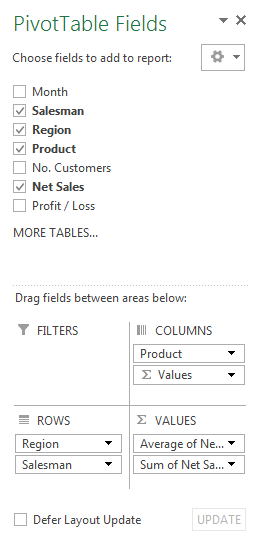 PivotTable Fields
Choose fields to add to report:
Month
Salesman
Region
Product
No. Customers
Net Sales
Profit / Loss
MORE TABLES...
Drag fields between areas below:
FILTERS
COLUMNS
Product
Σ Values
ROWS
Region
Salesman
Σ VALUES
Average of Ne...
Sum of Net Sa...
Defer Layout Update
UPDATE